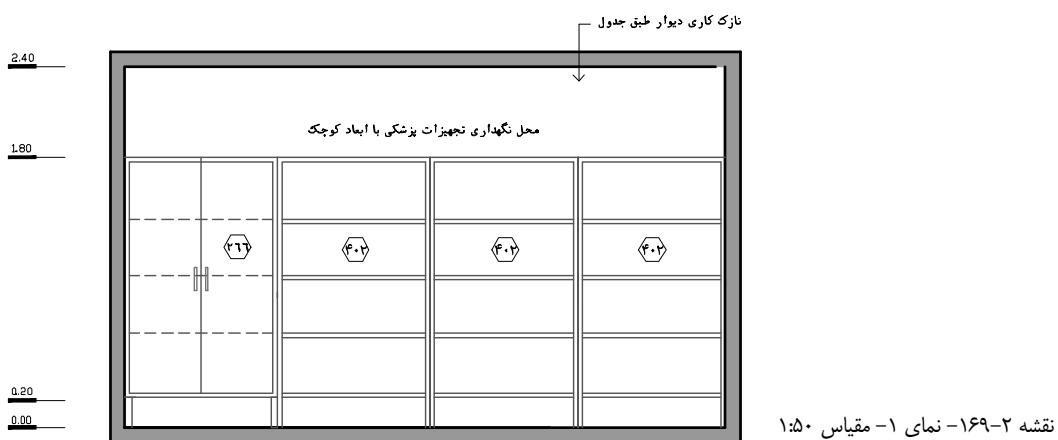 نازک کاری دیوار طبق جدول
2.40
محل نگهداری تجهیزات پزشکی با ابعاد کوچک
1.80
۲۶۶
۴۰۲
۴۰۲
۴۰۲
0.20
0.00
نقشه ۲-۱۶۹- نمای ۱- مقیاس ۱:۵۰